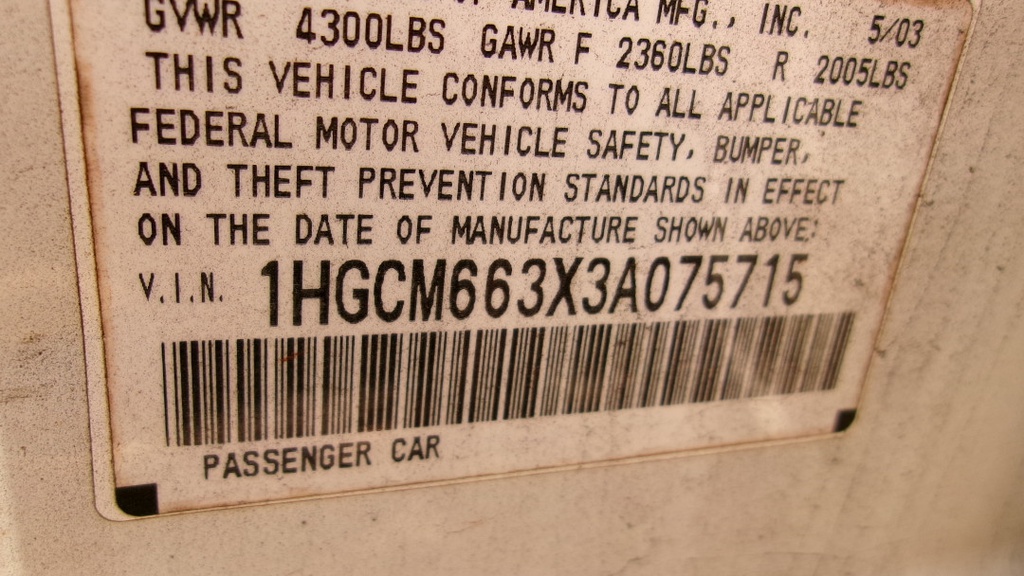 AMERICA MFG., INC. 5/03
GVWR 4300LBS GAWR F 2360LBS R 2005LBS
THIS VEHICLE CONFORMS TO ALL APPLICABLE
FEDERAL MOTOR VEHICLE SAFETY, BUMPER,
AND THEFT PREVENTION STANDARDS IN EFFECT
ON THE DATE OF MANUFACTURE SHOWN ABOVE:
V.I.N. 1HGCM663X3A075715
PASSENGER CAR